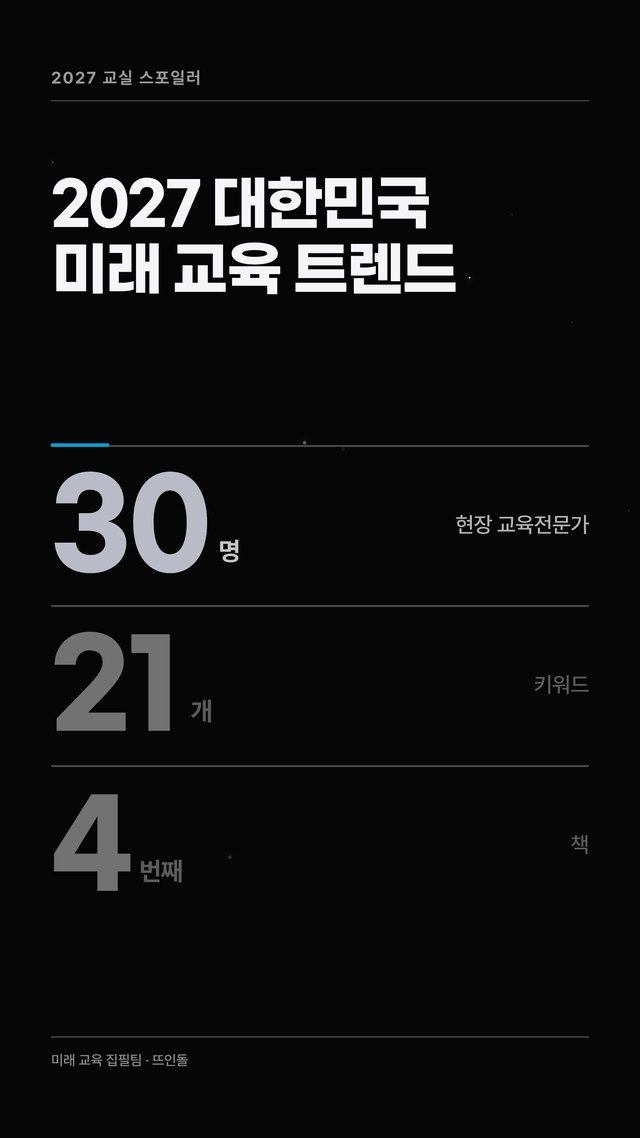 2027 교실 스포일러
2027 대한민국
미래 교육 트렌드
30 명 현장 교육전문가
21 개 키워드
4 번째 책
미래 교육 집필팀 · 뜨인돌